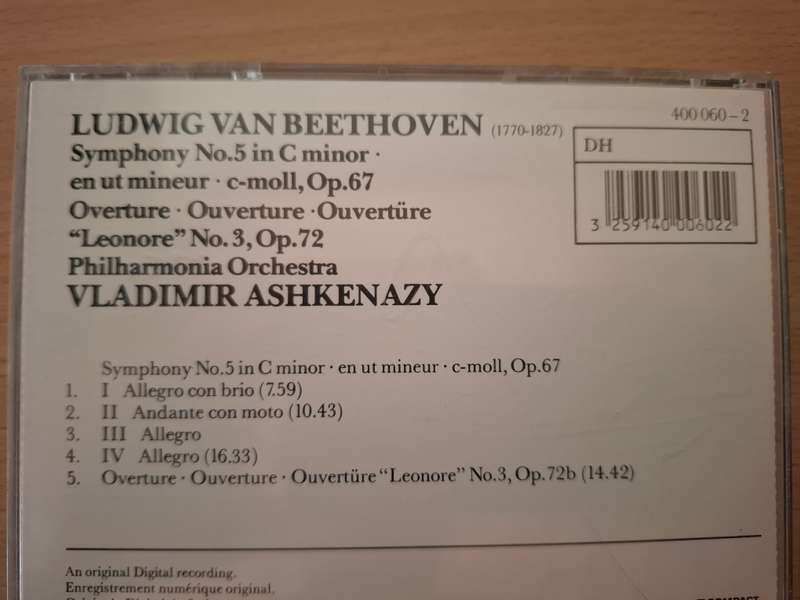 LUDWIG VAN BEETHOVEN (1770-1827)
Symphony No.5 in C minor ·
en ut mineur · c-moll, Op.67
Overture · Ouverture · Ouvertüre
“Leonore” No. 3, Op.72
Philharmonia Orchestra
VLADIMIR ASHKENAZY
400 060 – 2
DH
3 259140 006022
Symphony No.5 in C minor · en ut mineur · c-moll, Op.67
1. I Allegro con brio (7.59)
2. II Andante con moto (10.43)
3. III Allegro
4. IV Allegro (16.33)
5. Overture · Ouverture · Ouvertüre “Leonore” No.3, Op.72b (14.42)
An original Digital recording.
Enregistrement numérique original.